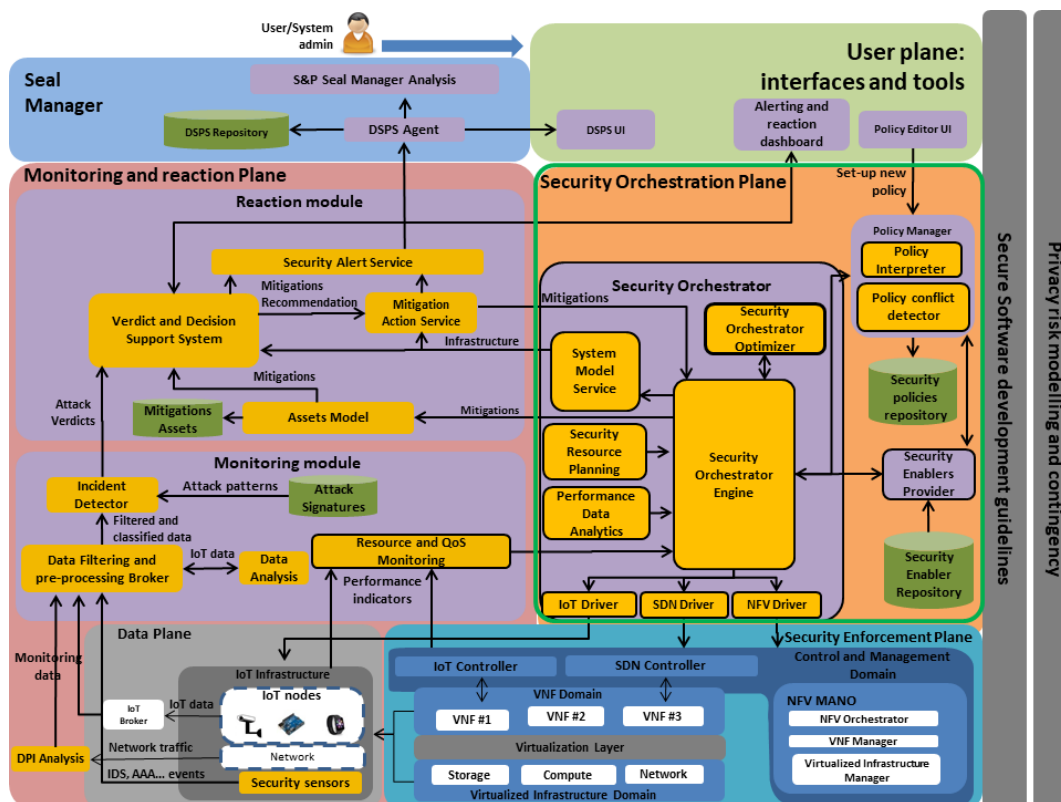 User/System
admin
Seal
Manager
S&P Seal Manager Analysis
DSPS Repository
DSPS Agent
DSPS UI
User plane:
interfaces and tools
Alerting and
reaction
dashboard
Policy Editor UI
Monitoring and reaction Plane
Reaction module
Security Alert Service
Mitigations
Recommendation
Mitigation
Action Service
Verdict and Decision
Support System
Infrastructure
Mitigations
Mitigations
Assets
Assets Model
Attack
Verdicts
Monitoring module
Incident
Detector
Attack patterns
Attack
Signatures
Filtered and
classified data
Data Filtering and
pre-processing Broker
IoT data
Data
Analysis
Resource and QoS
Monitoring
Performance
indicators
Security Orchestration Plane
Set-up new
policy
Policy Manager
Policy
Interpreter
Policy conflict
detector
Security
policies
repository
Security
Enablers
Provider
Security
Enabler
Repository
Security Orchestrator
Mitigations
Security
Orchestrator
Optimizer
System
Model
Service
Mitigations
Security
Resource
Planning
Performance
Data
Analytics
Security
Orchestrator
Engine
IoT Driver
SDN Driver
NFV Driver
Data Plane
Monitoring
data
IoT Infrastructure
IoT nodes
IoT
Broker
IoT data
Network
Network traffic
DPI Analysis
IDS, AAA... events
Security sensors
Security Enforcement Plane
Control and Management
Domain
IoT Controller
SDN Controller
VNF Domain
VNF #1
VNF #2
VNF #3
Virtualization Layer
Storage
Compute
Network
Virtualized Infrastructure Domain
NFV MANO
NFV Orchestrator
VNF Manager
Virtualized Infrastructure
Manager
Secure Software development guidelines
Privacy risk modelling and contingency